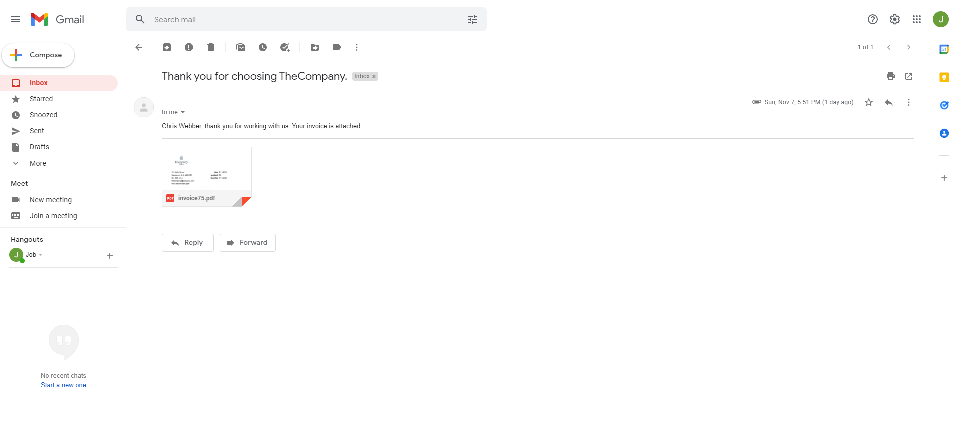 Gmail
Search mail
J
Compose
1 of 1
Inbox
Thank you for choosing TheCompany.
Inbox x
Starred
Snoozed
to me
Sun, Nov 7, 5:51 PM (1 day ago)
Sent
Chris Webber, thank you for working with us. Your invoice is attached
Drafts
More
Meet
New meeting
PDF
invoice75.pdf
Join a meeting
Hangouts
Reply
Forward
J
Job
No recent chats
Start a new one